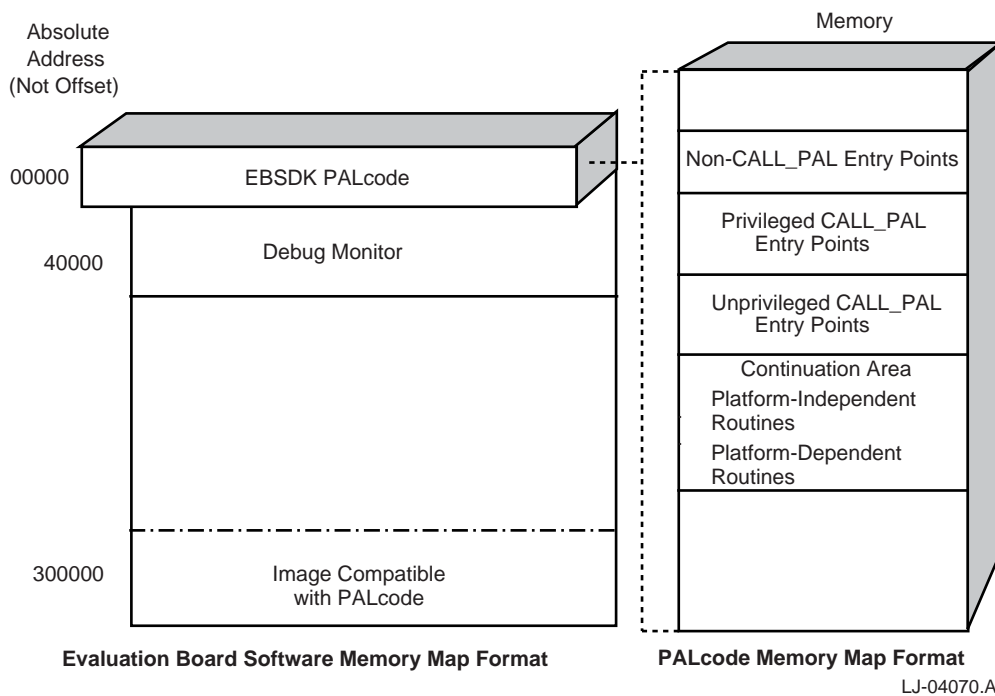 Absolute
Address
(Not Offset)
00000
EBSDK PALcode
40000
Debug Monitor
300000
Image Compatible
with PALcode
Evaluation Board Software Memory Map Format
Memory
Non-CALL_PAL Entry Points
Privileged CALL_PAL
Entry Points
Unprivileged CALL_PAL
Entry Points
Continuation Area
Platform-Independent
Routines
Platform-Dependent
Routines
PALcode Memory Map Format
LJ-04070.A